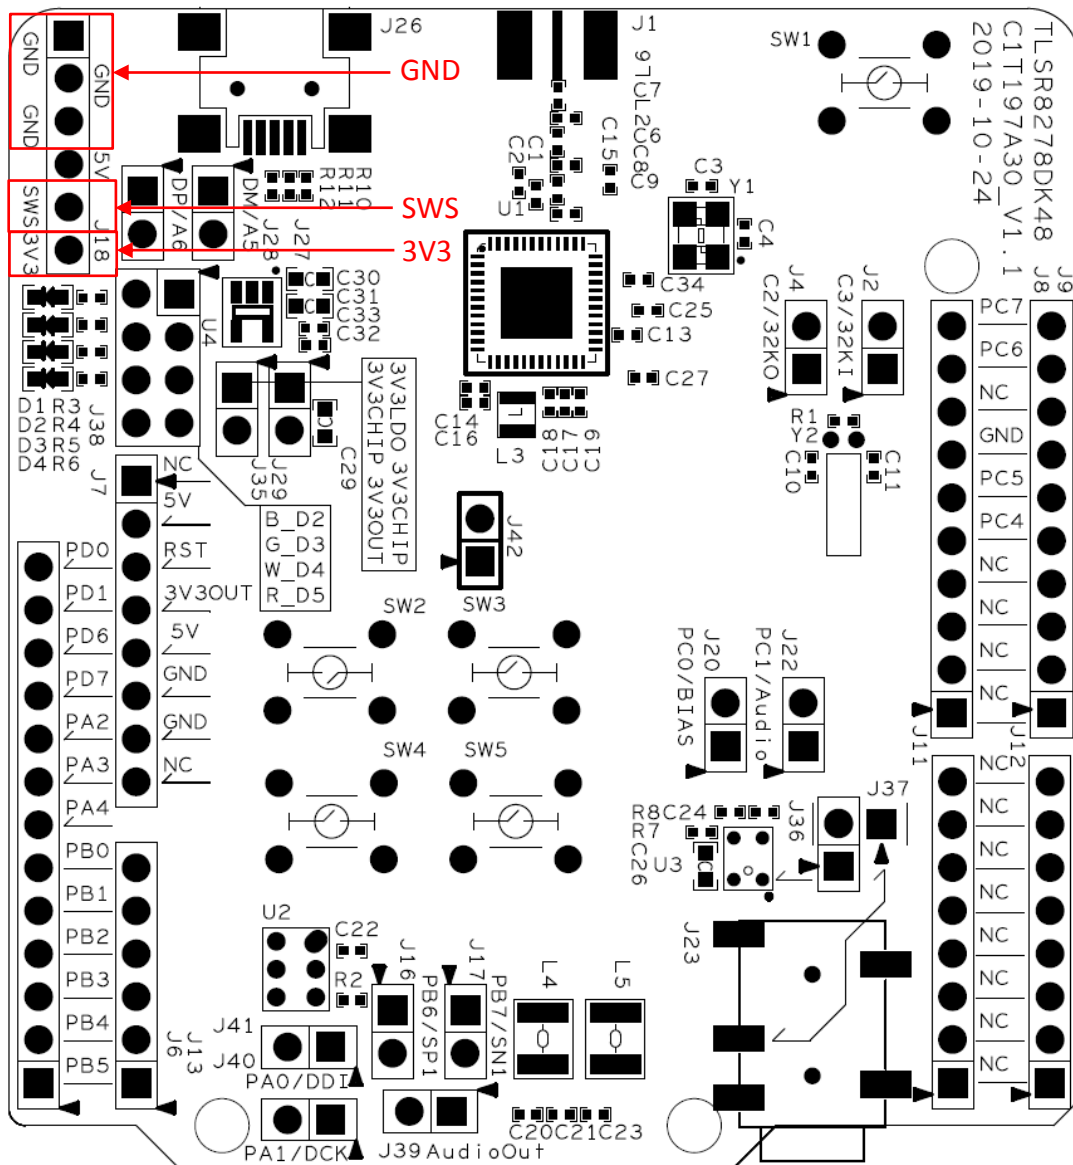 GND
GND
GND
5V
SWS
3V3
J18
GND
SWS
3V3
J26
J1
C7
L2
C6
C8
C9
C15
C1
C2
U1
SW1
TLSR8278DK48
C1T197A30_V1.1
2019-10-24
DP/A6
DM/A5
R12
R11
R10
J28
J27
C30
C31
C33
C32
U4
C3
Y1
C4
C34
C25
C13
C27
C14
C16
L3
C18
C17
C19
J4
C2/32KO
J2
C3/32KI
R1
Y2
C10
C11
J8
J9
PC7
PC6
NC
GND
PC5
PC4
NC
NC
NC
NC
D1 R3
D2 R4
D3 R5
D4 R6
J38
J7
J35
J29
C29
3V3LDO 3V3CHIP
3V3CHIP 3V3OUT
B_D2
G_D3
W_D4
R_D5
J42
NC
5V
RST
3V3OUT
5V
GND
GND
NC
PD0
PD1
PD6
PD7
PA2
PA3
PA4
PB0
PB1
PB2
PB3
PB4
PB5
SW2
SW3
SW4
SW5
J20
PC0/BIAS
J22
PC1/Audio
J11
J12
NC
NC
NC
NC
NC
NC
NC
NC
J37
J36
R8
C24
R7
U3
C26
J23
U2
C22
R2
J16
PB6/SP1
J17
PB7/SN1
L4
L5
J6
J13
J41
J40
PA0/DDI
PA1/DCK
J39
AudioOut
C20
C21
C23